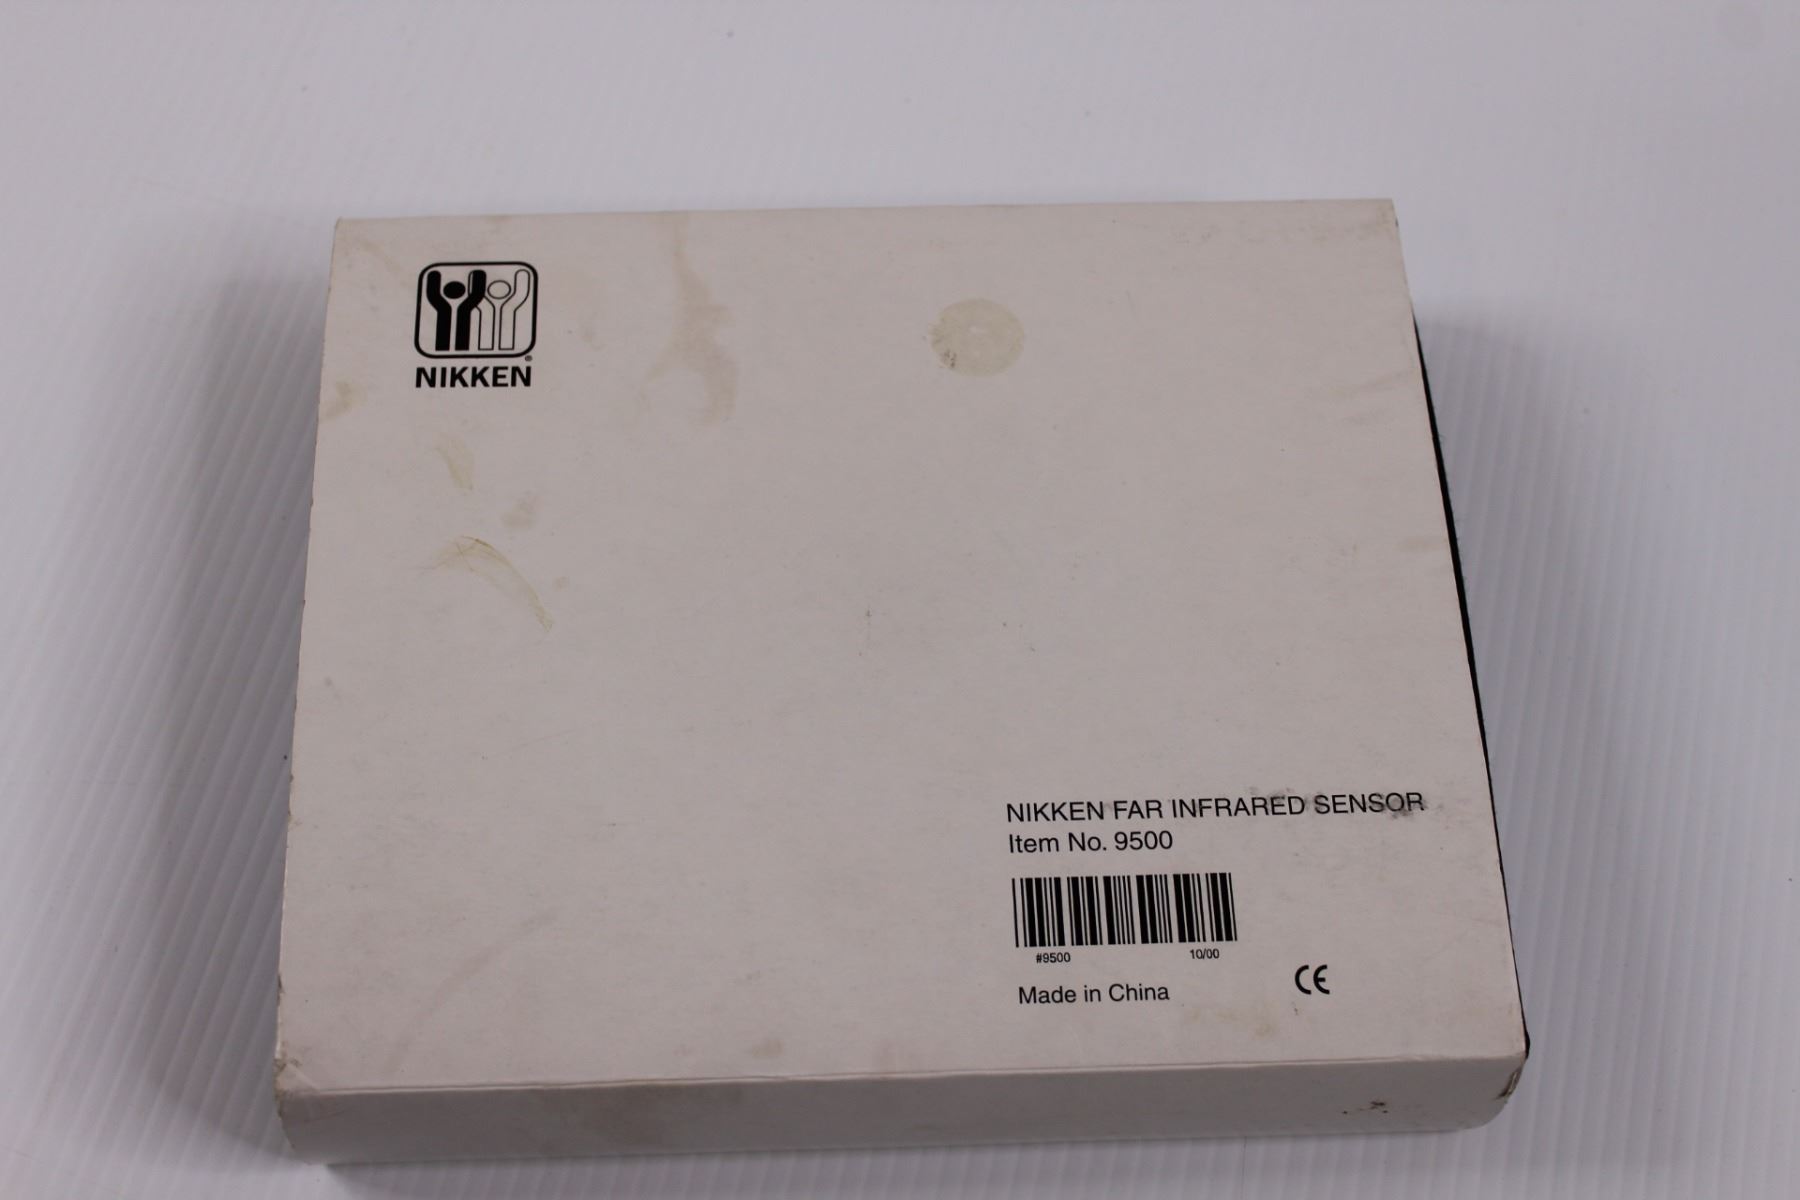 NIKKEN
NIKKEN FAR INFRARED SENSOR
Item No. 9500
#9500 10/00
Made in China CE